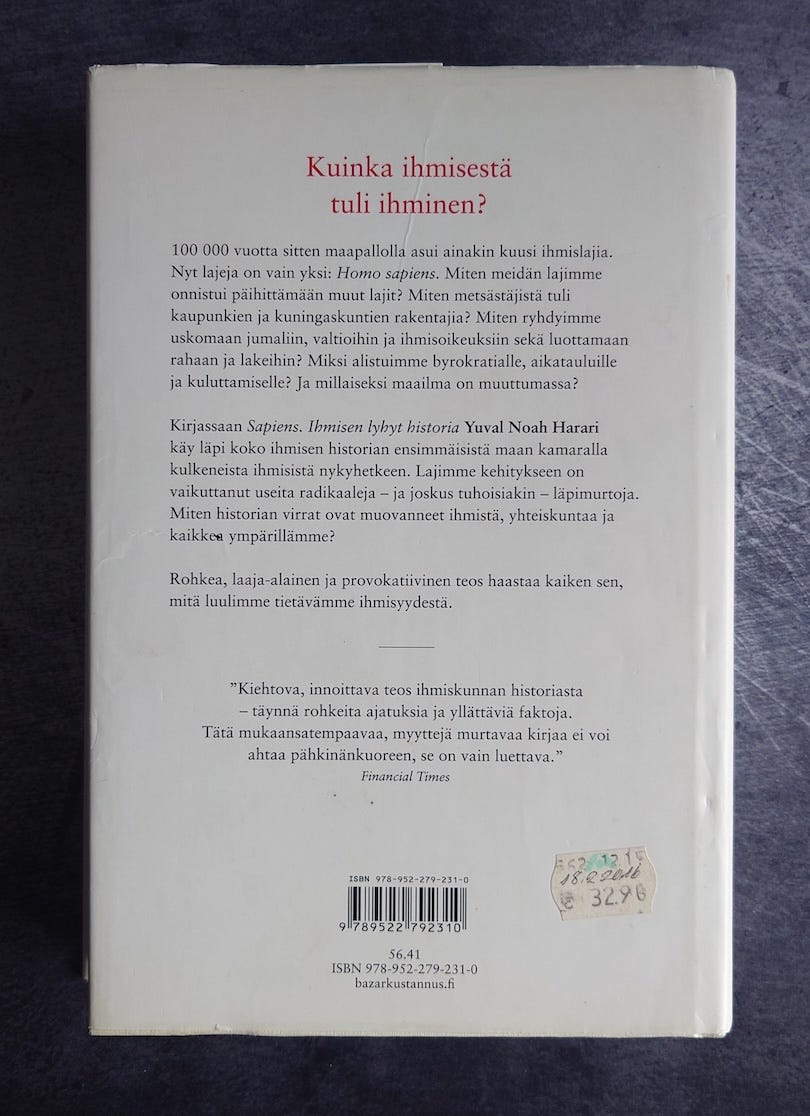 Kuinka ihmisestä
tuli ihminen?
100 000 vuotta sitten maapallolla asui ainakin kuusi ihmislajia.
Nyt lajeja on vain yksi: Homo sapiens. Miten meidän lajimme
onnistui päihittämään muut lajit? Miten metsästäjistä tuli
kaupunkien ja kuningaskuntien rakentajia? Miten ryhdyimme
uskomaan jumaliin, valtioihin ja ihmisoikeuksiin sekä luottamaan
rahaan ja lakeihin? Miksi alistuimme byrokratialle, aikatauluille
ja kuluttamiselle? Ja millaiseksi maailma on muuttumassa?
Kirjassaan Sapiens. Ihmisen lyhyt historia Yuval Noah Harari
käy läpi koko ihmisen historian ensimmäisistä maan kamaralla
kulkeneista ihmisistä nykyhetkeen. Lajimme kehitykseen on
vaikuttanut useita radikaaleja – ja joskus tuhoisiakin – läpimurtoja.
Miten historian virrat ovat muovanneet ihmistä, yhteiskuntaa ja
kaikkea ympärillämme?
Rohkea, laaja-alainen ja provokatiivinen teos haastaa kaiken sen,
mitä luulimme tietävämme ihmisyydestä.
”Kiehtova, innoittava teos ihmiskunnan historiasta
– täynnä rohkeita ajatuksia ja yllättäviä faktoja.
Tätä mukaansatempaavaa, myyttejä murtavaa kirjaa ei voi
ahtaa pähkinänkuoreen, se on vain luettava.”
Financial Times
ISBN 978-952-279-231-0
9 789522 792310
56.41
ISBN 978-952-279-231-0
bazarkustannus.fi
18.2.2016
32.90